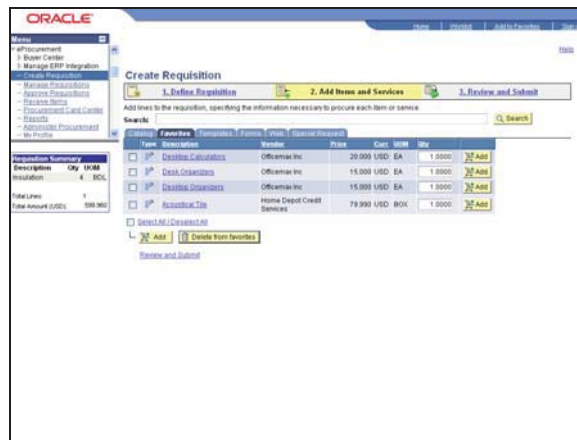 ORACLE
Home | Worklist | Add to Favorites | Sign
Menu
Help
eProcurement
Buyer Center
Manage ERP Integration
Create Requisition
Manage Requisitions
Approve Requisitions
Receive Items
Procurement Card Center
Reports
Administer Procurement
My Profile
Create Requisition
1. Define Requisition 2. Add Items and Services 3. Review and Submit
Add lines to the requisition, specifying the information necessary to procure each item or service.
Search: Search
Catalog Favorites Templates Forms Web Special Request
Type Description Vendor Price Curr UOM Qty
Desktop Calculators Officemax Inc 20.000 USD EA 1.0000 Add
Desk Organizers Officemax Inc 15.000 USD EA 1.0000 Add
Desktop Organizers Officemax Inc 15.000 USD EA 1.0000 Add
Acoustical Tile Home Depot Credit Services 79.990 USD BOX 1.0000 Add
Select All / Deselect All
Add Delete from favorites
Review and Submit
Requisition Summary
Description Qty UOM
Insulation 4 BDL
Total Lines: 1
Total Amount (USD): 599.960